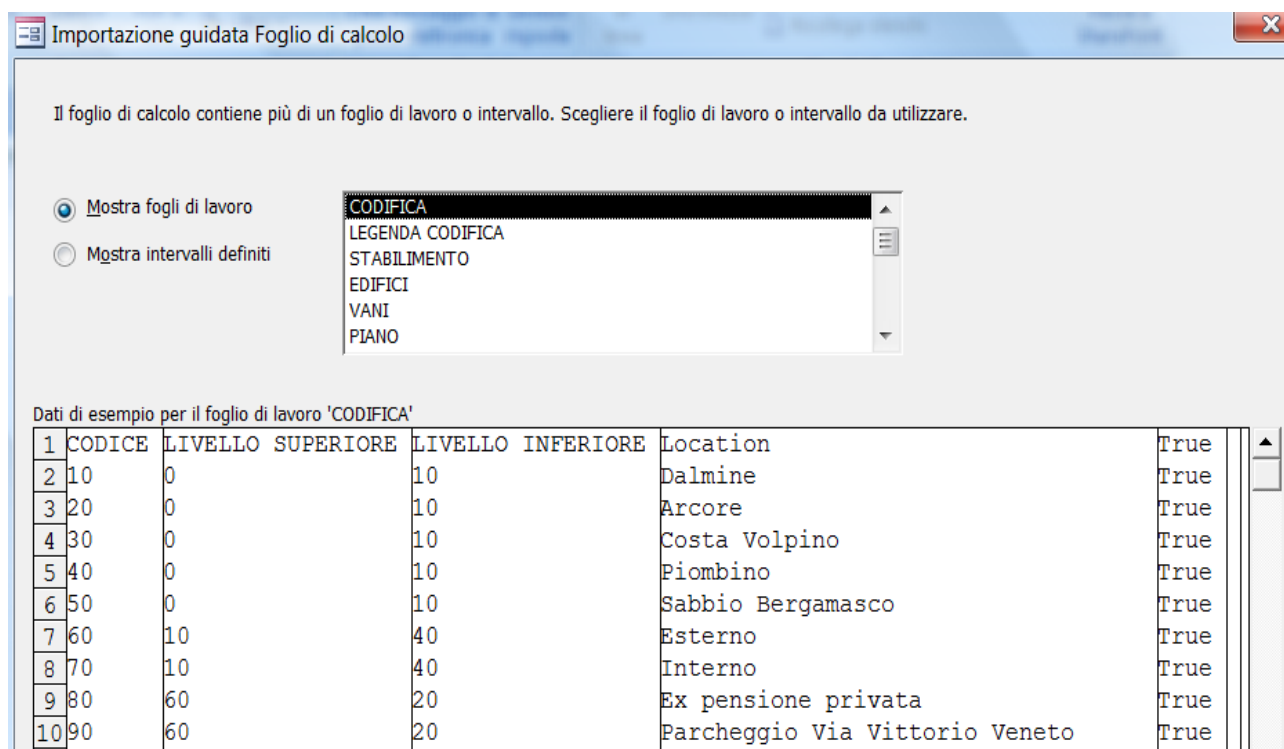 Importazione guidata Foglio di calcolo
Il foglio di calcolo contiene più di un foglio di lavoro o intervallo. Scegliere il foglio di lavoro o intervallo da utilizzare.
Mostra fogli di lavoro
Mostra intervalli definiti
CODIFICA
LEGENDA CODIFICA
STABILIMENTO
EDIFICI
VANI
PIANO
Dati di esempio per il foglio di lavoro 'CODIFICA'
1 CODICE LIVELLO SUPERIORE LIVELLO INFERIORE Location True
2 10 0 10 Dalmine True
3 20 0 10 Arcore True
4 30 0 10 Costa Volpino True
5 40 0 10 Piombino True
6 50 0 10 Sabbio Bergamasco True
7 60 10 40 Esterno True
8 70 10 40 Interno True
9 80 60 20 Ex pensione privata True
10 90 60 20 Parcheggio Via Vittorio Veneto True